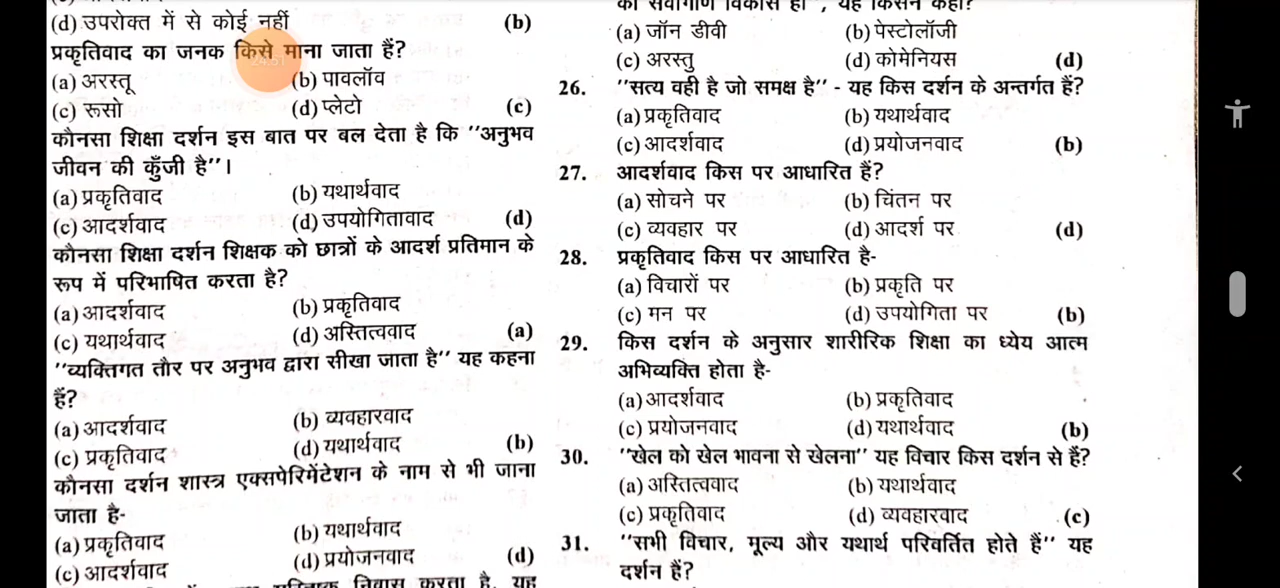 (d) उपरोक्त में से कोई नहीं (b)
प्रकृतिवाद का जनक किसे माना जाता हैं?
(a) अरस्तू (b) पावलॉव
(c) रूसो (d) प्लेटो (c)
कौनसा शिक्षा दर्शन इस बात पर बल देता है कि ''अनुभव
जीवन की कुँजी है''।
(a) प्रकृतिवाद (b) यथार्थवाद
(c) आदर्शवाद (d) उपयोगितावाद (d)
कौनसा शिक्षा दर्शन शिक्षक को छात्रों के आदर्श प्रतिमान के
रूप में परिभाषित करता है?
(a) आदर्शवाद (b) प्रकृतिवाद
(c) यथार्थवाद (d) अस्तित्ववाद (a)
''व्यक्तिगत तौर पर अनुभव द्वारा सीखा जाता है'' यह कहना
हैं?
(a) आदर्शवाद (b) व्यवहारवाद
(c) प्रकृतिवाद (d) यथार्थवाद (b)
कौनसा दर्शन शास्त्र एक्सपेरिमेंटेशन के नाम से भी जाना
जाता है-
(a) प्रकृतिवाद (b) यथार्थवाद
(c) आदर्शवाद (d) प्रयोजनवाद (d)
निवास करता है, यह
का सर्वांगीण विकास हो'', यह किसने कहा?
(a) जॉन डीवी (b) पेस्टोलॉजी
(c) अरस्तु (d) कोमेनियस (d)
26. ''सत्य वही है जो समक्ष है'' - यह किस दर्शन के अन्तर्गत हैं?
(a) प्रकृतिवाद (b) यथार्थवाद
(c) आदर्शवाद (d) प्रयोजनवाद (b)
27. आदर्शवाद किस पर आधारित हैं?
(a) सोचने पर (b) चिंतन पर
(c) व्यवहार पर (d) आदर्श पर (d)
28. प्रकृतिवाद किस पर आधारित है-
(a) विचारों पर (b) प्रकृति पर
(c) मन पर (d) उपयोगिता पर (b)
29. किस दर्शन के अनुसार शारीरिक शिक्षा का ध्येय आत्म
अभिव्यक्ति होता है-
(a) आदर्शवाद (b) प्रकृतिवाद
(c) प्रयोजनवाद (d) यथार्थवाद (b)
30. ''खेल को खेल भावना से खेलना'' यह विचार किस दर्शन से हैं?
(a) अस्तित्ववाद (b) यथार्थवाद
(c) प्रकृतिवाद (d) व्यवहारवाद (c)
31. ''सभी विचार, मूल्य और यथार्थ परिवर्तित होते हैं'' यह
दर्शन हैं?